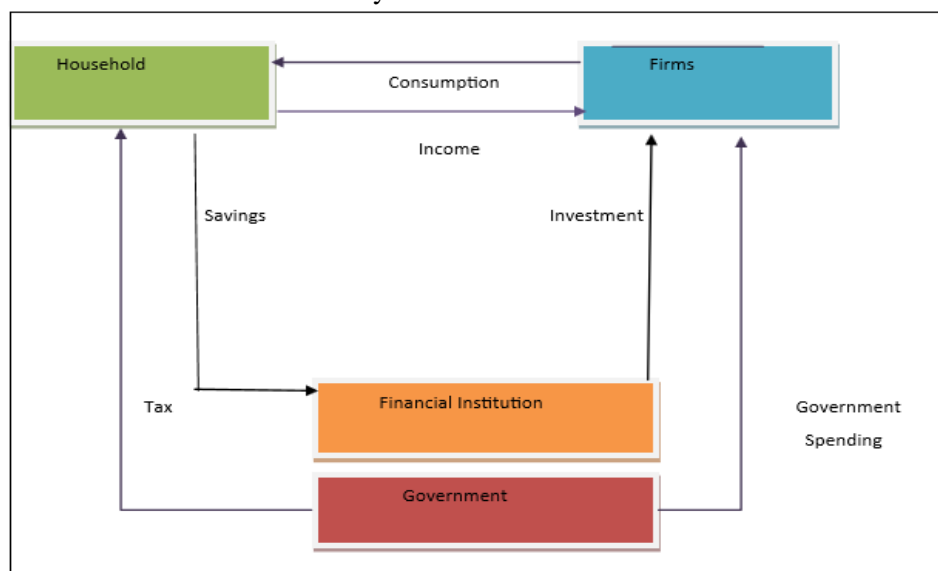 Household
Firms
Consumption
Income
Savings
Investment
Financial Institution
Tax
Government
Spending
Government